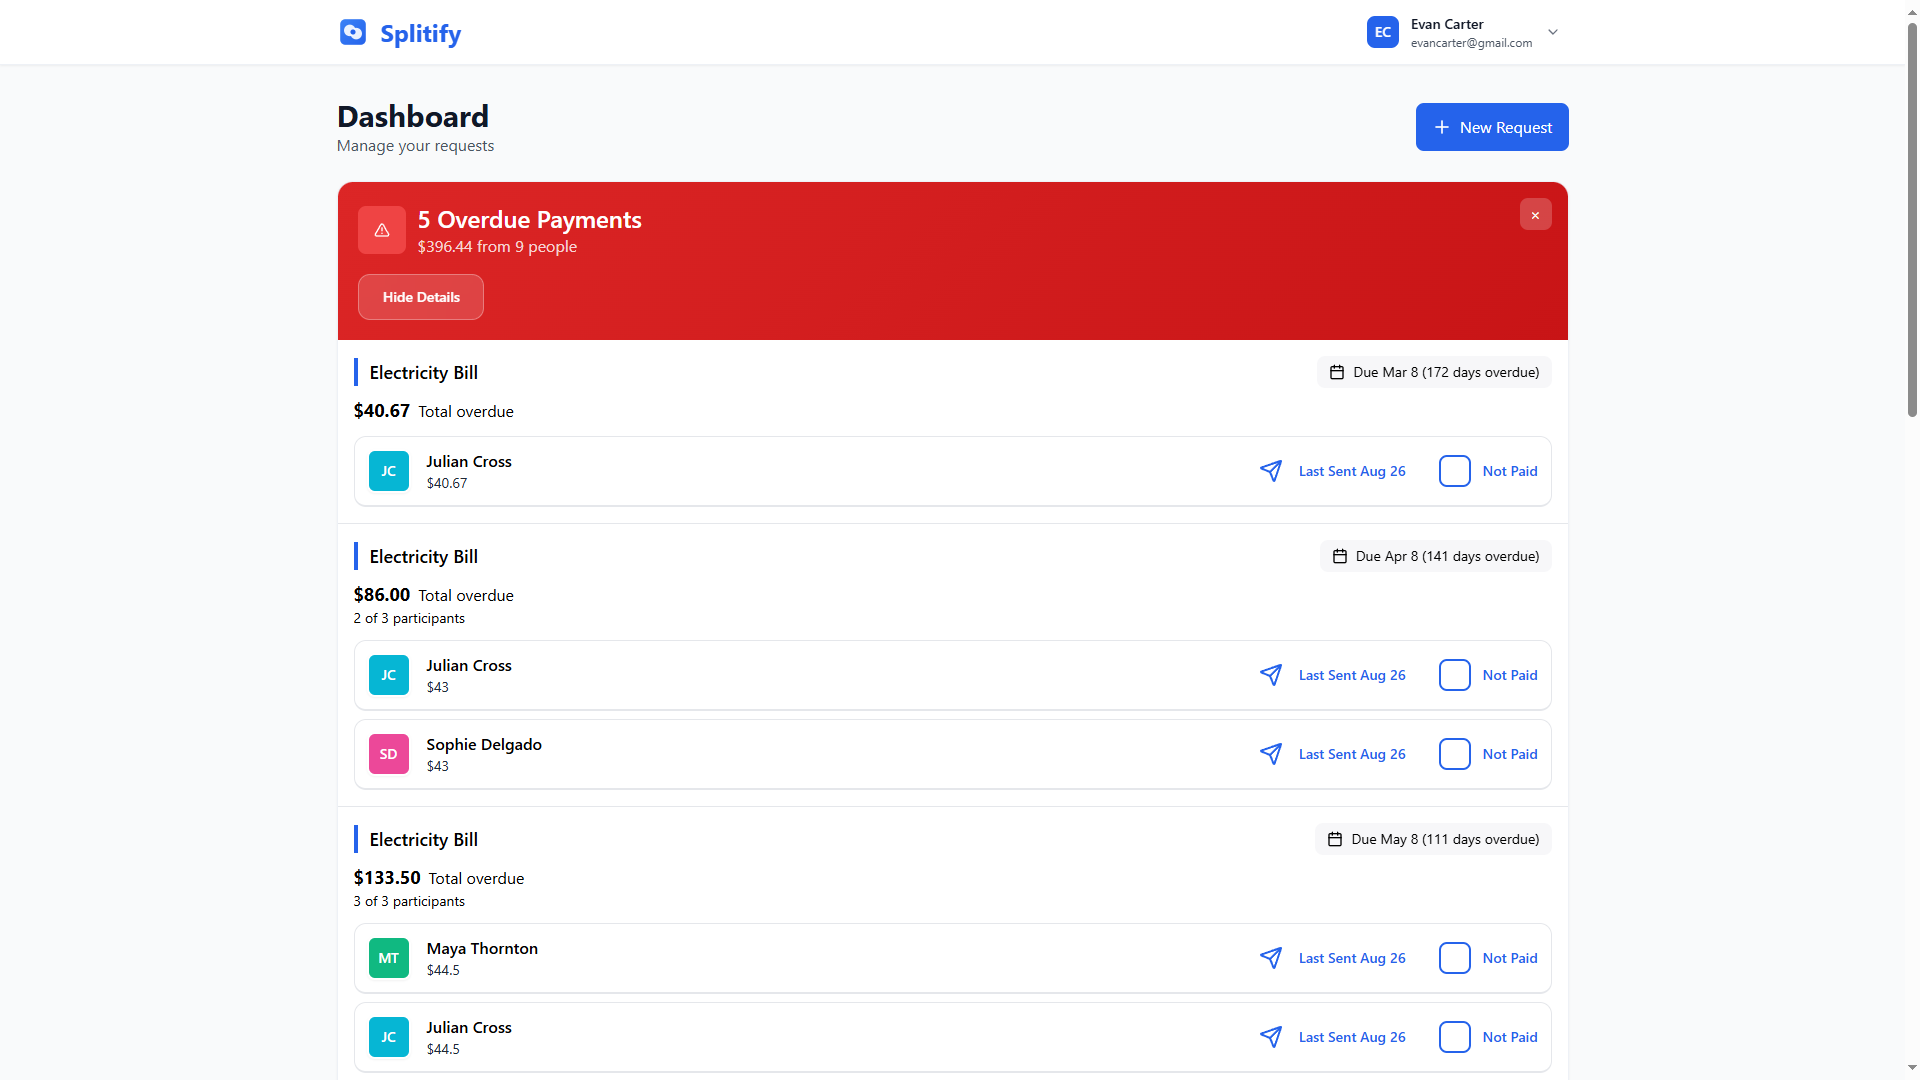 Splitify
EC
Evan Carter
evancarter@gmail.com
Dashboard
Manage your requests
New Request
5 Overdue Payments
$396.44 from 9 people
Hide Details
Electricity Bill
Due Mar 8 (172 days overdue)
$40.67 Total overdue
JC
Julian Cross
$40.67
Last Sent Aug 26
Not Paid
Electricity Bill
Due Apr 8 (141 days overdue)
$86.00 Total overdue
2 of 3 participants
JC
Julian Cross
$43
Last Sent Aug 26
Not Paid
SD
Sophie Delgado
$43
Last Sent Aug 26
Not Paid
Electricity Bill
Due May 8 (111 days overdue)
$133.50 Total overdue
3 of 3 participants
MT
Maya Thornton
$44.5
Last Sent Aug 26
Not Paid
JC
Julian Cross
$44.5
Last Sent Aug 26
Not Paid